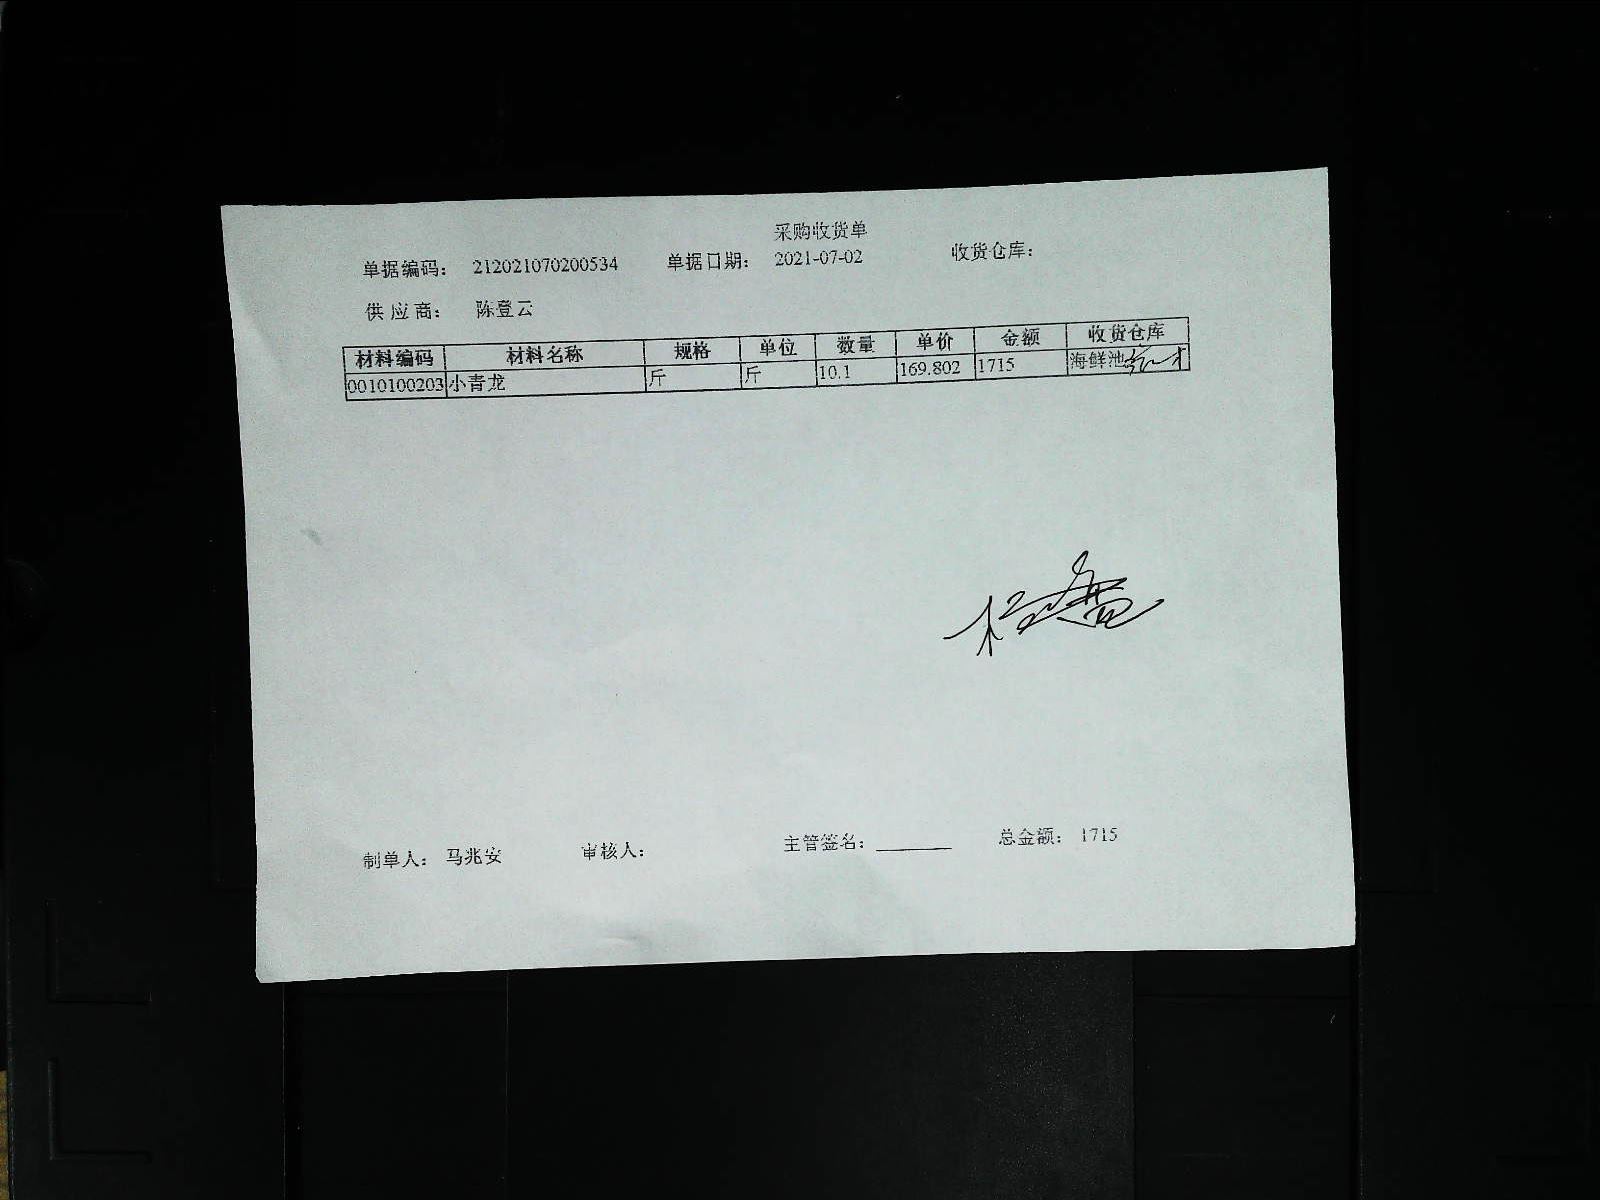 采购收货单
单据编码： 212021070200534 单据日期： 2021-07-02 收货仓库：
供 应 商： 陈登云
材料编码 材料名称 规格 单位 数量 单价 金额 收货仓库
0010100203 小青龙 斤 斤 10.1 169.802 1715 海鲜池
制单人： 马兆安 审核人： 主管签名：______ 总金额： 1715